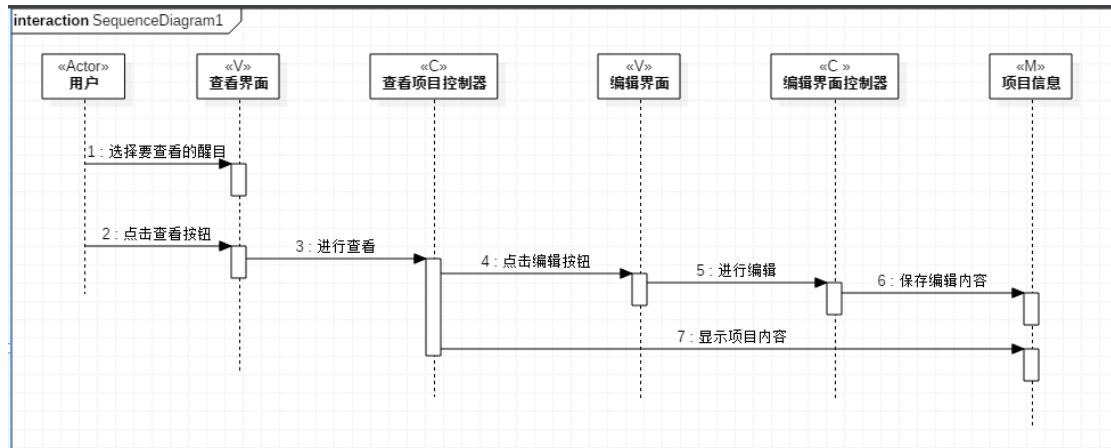 interaction SequenceDiagram1
«Actor»
用户
«V»
查看界面
«C»
查看项目控制器
«V»
编辑界面
«C»
编辑界面控制器
«M»
项目信息
1 : 选择要查看的醒目
2 : 点击查看按钮
3 : 进行查看
4 : 点击编辑按钮
5 : 进行编辑
6 : 保存编辑内容
7 : 显示项目内容